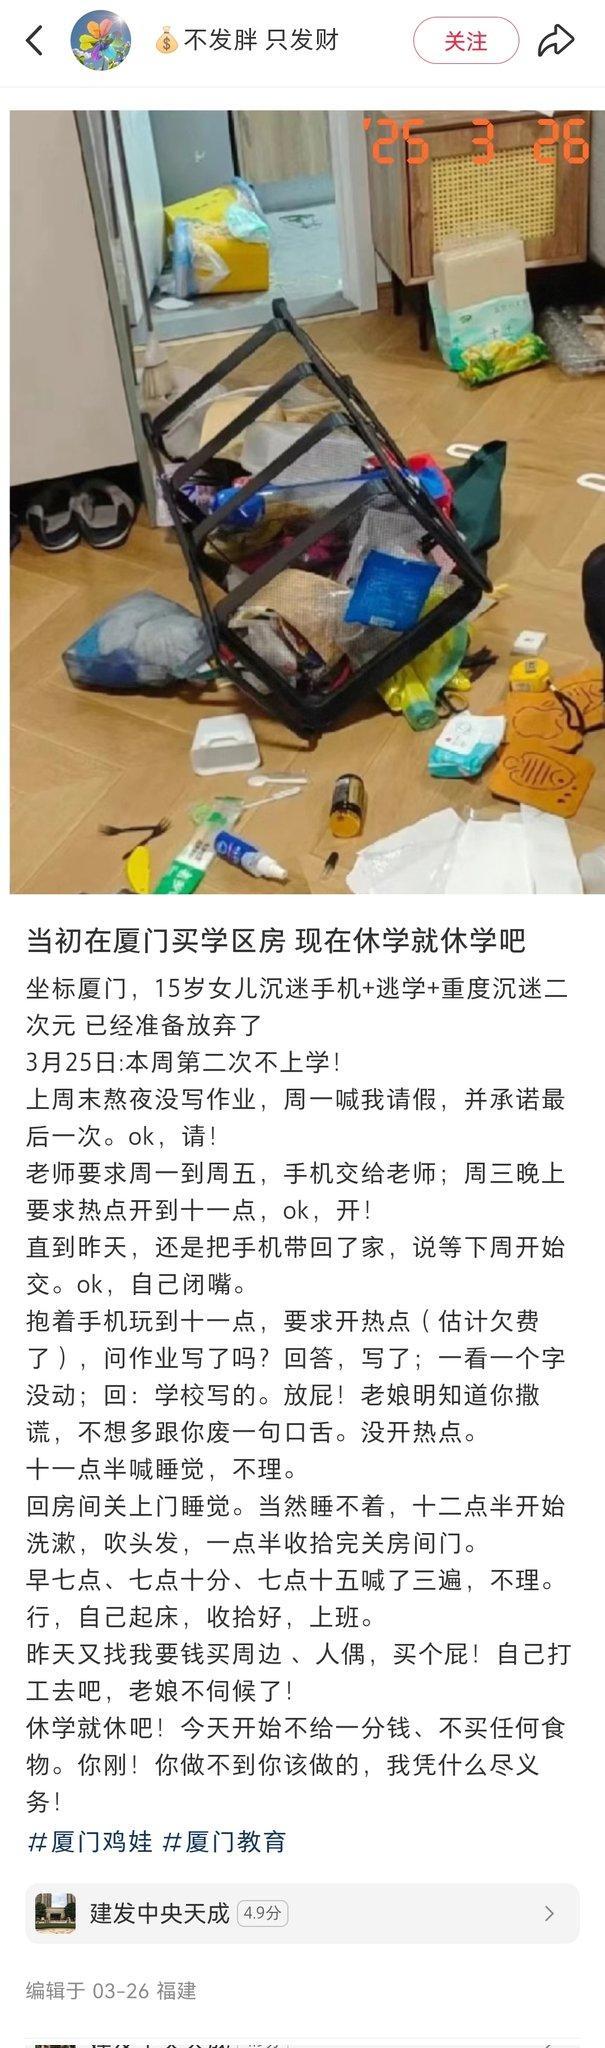 不发胖 只发财
关注
'25 3 26
当初在厦门买学区房 现在休学就休学吧
坐标厦门，15岁女儿沉迷手机+逃学+重度沉迷二
次元 已经准备放弃了
3月25日:本周第二次不上学！
上周末熬夜没写作业，周一喊我请假，并承诺最
后一次。ok，请！
老师要求周一到周五，手机交给老师；周三晚上
要求热点开到十一点，ok，开！
直到昨天，还是把手机带回了家，说等下周开始
交。ok，自己闭嘴。
抱着手机玩到十一点，要求开热点（估计欠费
了），问作业写了吗？回答，写了；一看一个字
没动；回：学校写的。放屁！老娘明知道你撒
谎，不想多跟你废一句口舌。没开热点。
十一点半喊睡觉，不理。
回房间关上门睡觉。当然睡不着，十二点半开始
洗漱，吹头发，一点半收拾完关房间门。
早七点、七点十分、七点十五喊了三遍，不理。
行，自己起床，收拾好，上班。
昨天又找我要钱买周边 、人偶，买个屁！自己打
工去吧，老娘不伺候了！
休学就休吧！今天开始不给一分钱、不买任何食
物。你刚！你做不到你该做的，我凭什么尽义
务！
#厦门鸡娃 #厦门教育
建发中央天成 4.9分
编辑于 03-26 福建